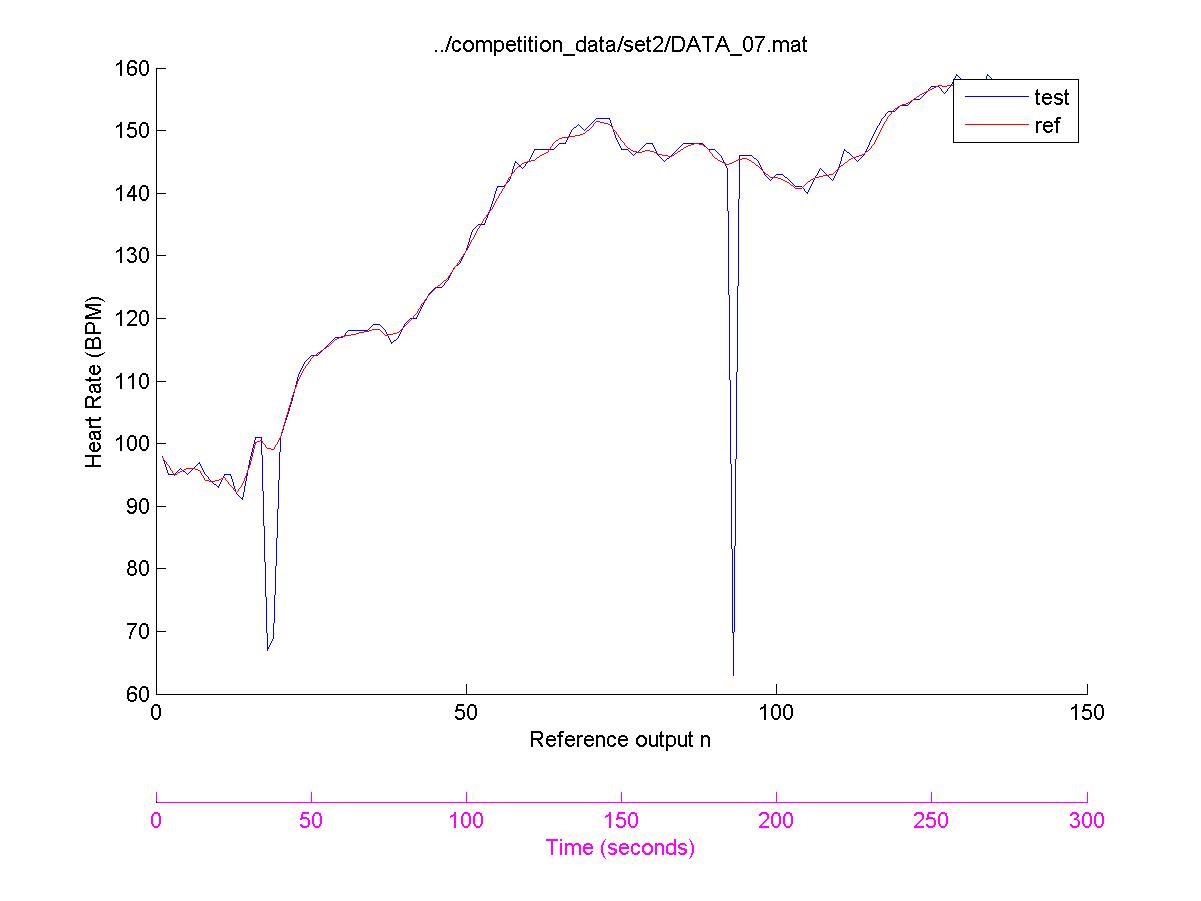 ../competition_data/set2/DATA_07.mat
160
150
140
130
120
110
100
90
80
70
60
Heart Rate (BPM)
test
ref
0 50 100 150
Reference output n
0 50 100 150 200 250 300
Time (seconds)